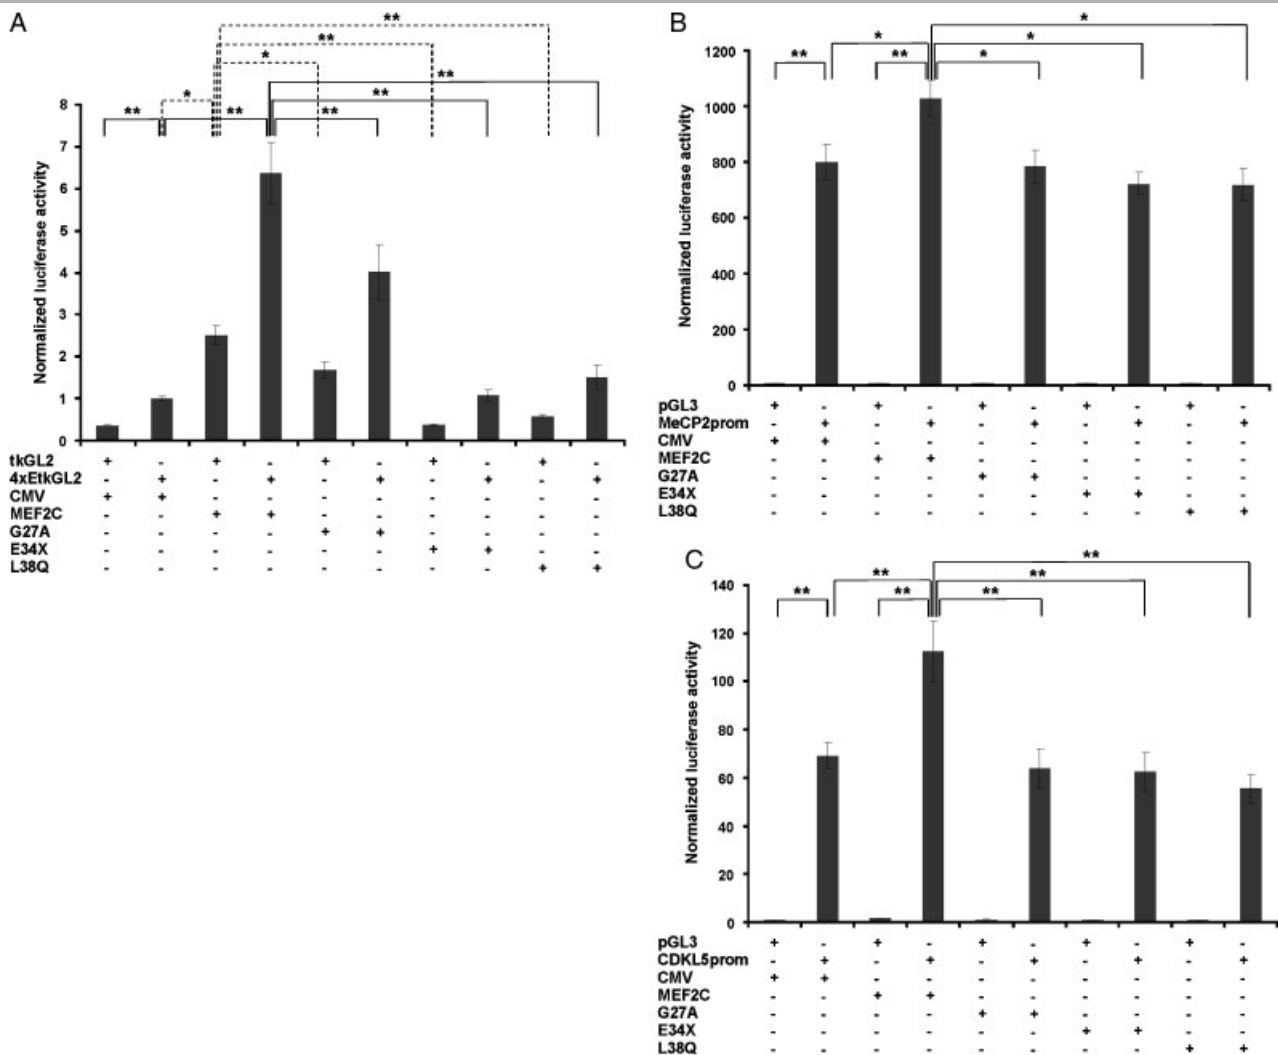 A
** ** * ** ** ** * ** ** **
Normalized luciferase activity
8
7
6
5
4
3
2
1
0
tkGL2 + - + - + - + - + -
4xEtkGL2 - + - + - + - + - +
CMV + + - - - - - - - -
MEF2C - - + + - - - - - -
G27A - - - - + + - - - -
E34X - - - - - - + + - -
L38Q - - - - - - - - + +
B
* * * ** ** *
Normalized luciferase activity
1200
1000
800
600
400
200
0
pGL3 + - + - + - + - + -
MeCP2prom - + - + - + - + - +
CMV + + - - - - - - - -
MEF2C - - + + - - - - - -
G27A - - - - + + - - - -
E34X - - - - - - + + - -
L38Q - - - - - - - - + +
C
** ** ** ** ** **
Normalized luciferase activity
140
120
100
80
60
40
20
0
pGL3 + - + - + - + - + -
CDKL5prom - + - + - + - + - +
CMV + + - - - - - - - -
MEF2C - - + + - - - - - -
G27A - - - - + + - - - -
E34X - - - - - - + + - -
L38Q - - - - - - - - + +